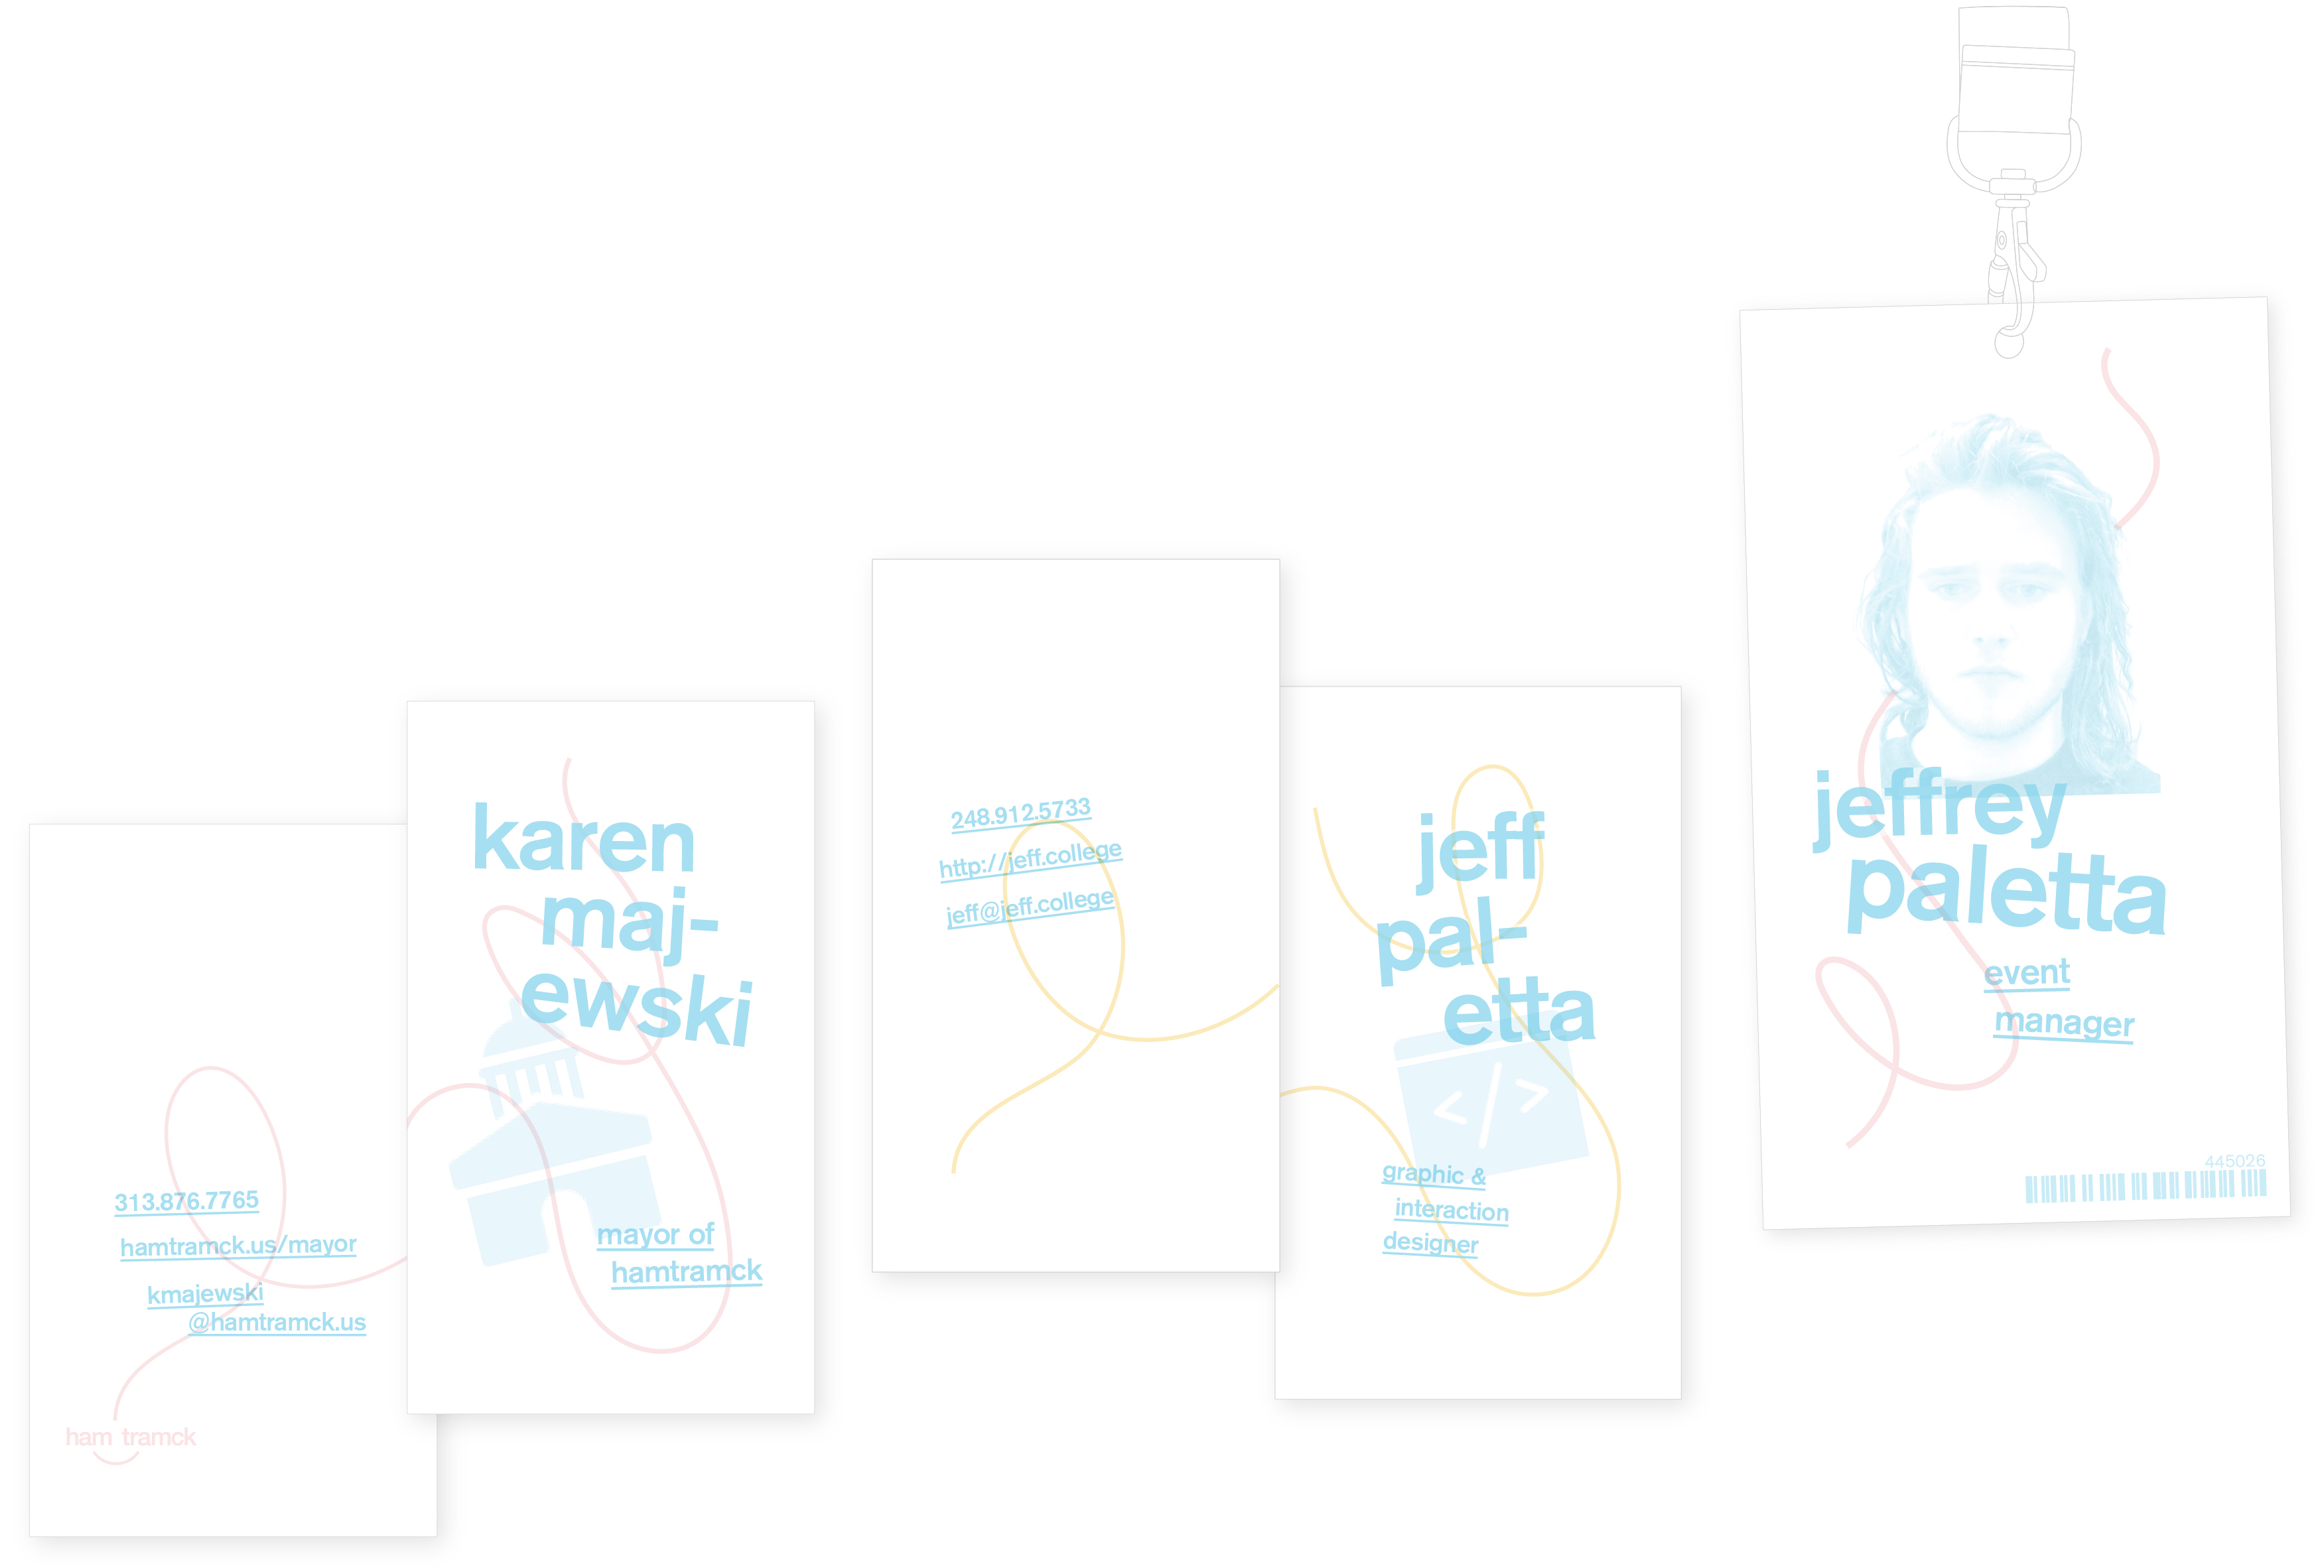 313.876.7765
hamtramck.us/mayor
kmajewski
@hamtramck.us
ham tramck
karen
maj-
ewski
mayor of
hamtramck
248.912.5733
http://jeff.college
jeff@jeff.college
jeff
pal-
etta
graphic &
interaction
designer
jeffrey
paletta
event
manager
445026